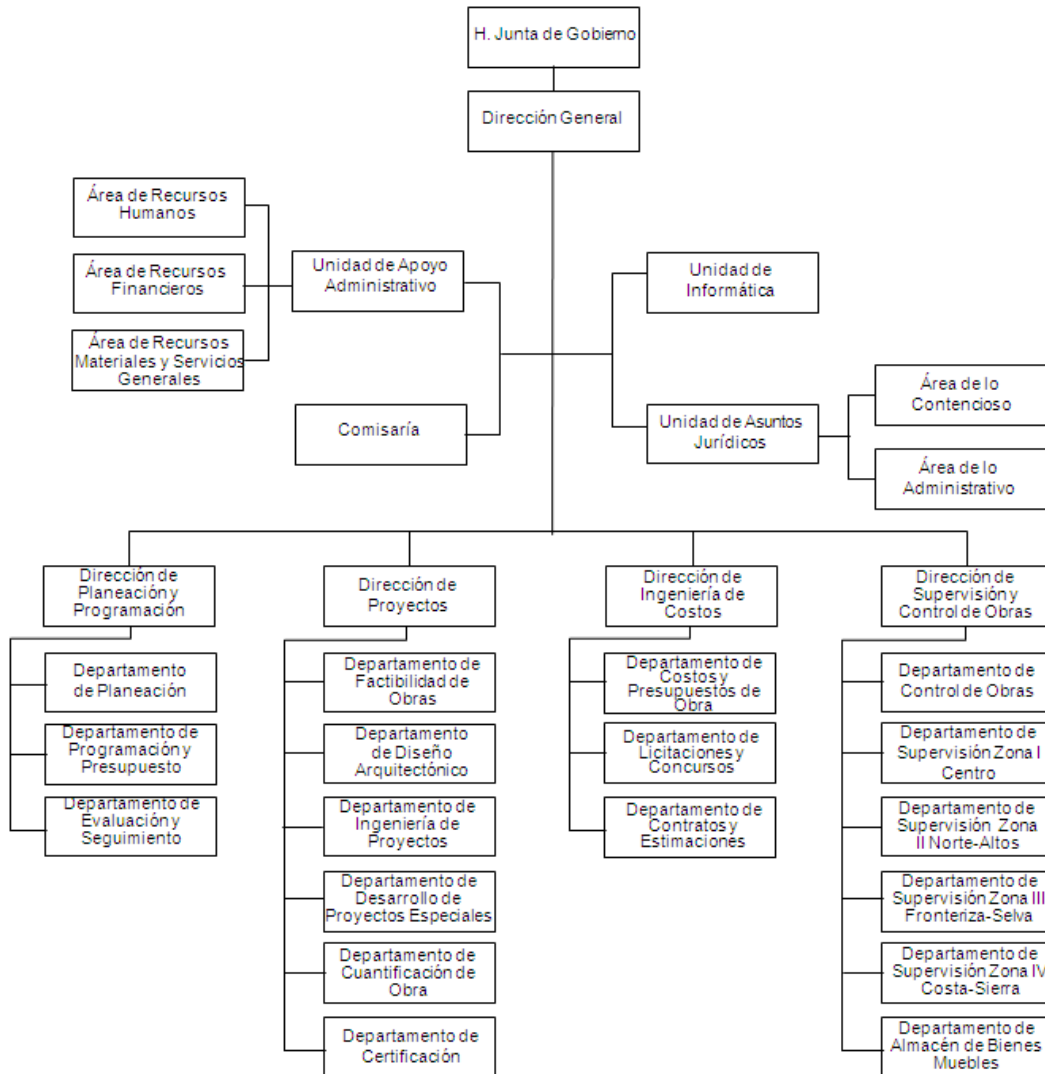 H. Junta de Gobierno
Dirección General
Área de Recursos
Humanos
Área de Recursos
Financieros
Área de Recursos
Materiales y Servicios
Generales
Unidad de Apoyo
Administrativo
Comisaría
Unidad de
Informática
Unidad de Asuntos
Jurídicos
Área de lo
Contencioso
Área de lo
Administrativo
Dirección de
Planeación y
Programación
Departamento
de Planeación
Departamento de
Programación y
Presupuesto
Departamento de
Evaluación y
Seguimiento
Dirección de
Proyectos
Departamento de
Factibilidad de
Obras
Departamento
de Diseño
Arquitectónico
Departamento de
Ingeniería de
Proyectos
Departamento de
Desarrollo de
Proyectos Especiales
Departamento de
Cuantificación de
Obra
Departamento de
Certificación
Dirección de
Ingeniería de
Costos
Departamento de
Costos y
Presupuestos de
Obra
Departamento de
Licitaciones y
Concursos
Departamento de
Contratos y
Estimaciones
Dirección de
Supervisión y
Control de Obras
Departamento de
Control de Obras
Departamento de
Supervisión Zona I
Centro
Departamento de
Supervisión Zona
II Norte-Altos
Departamento de
Supervisión Zona III
Fronteriza-Selva
Departamento de
Supervisión Zona IV
Costa-Sierra
Departamento de
Almacén de Bienes
Muebles